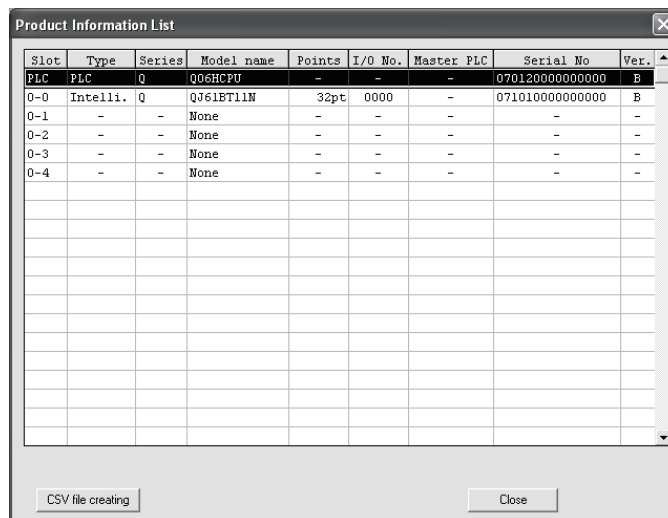 Product Information List
Slot Type Series Model name Points I/O No. Master PLC Serial No Ver.
PLC PLC Q Q06HCPU - - - 070120000000000 B
0-0 Intelli. Q QJ61BT11N 32pt 0000 - 071010000000000 B
0-1 - - None - - - - -
0-2 - - None - - - - -
0-3 - - None - - - - -
0-4 - - None - - - - -
CSV file creating Close